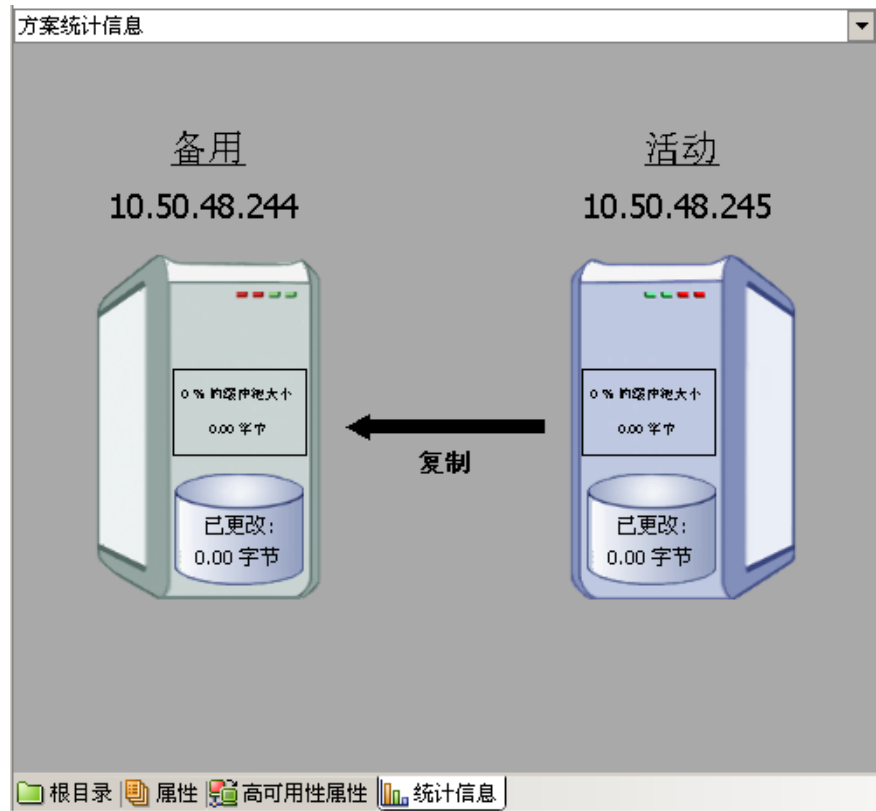 方案统计信息
备用
活动
10.50.48.244
10.50.48.245
0 % 的缓冲池大小
0.00 字节
0 % 的缓冲池大小
0.00 字节
复制
已更改:
0.00 字节
已更改:
0.00 字节
根目录 属性 高可用性属性 统计信息